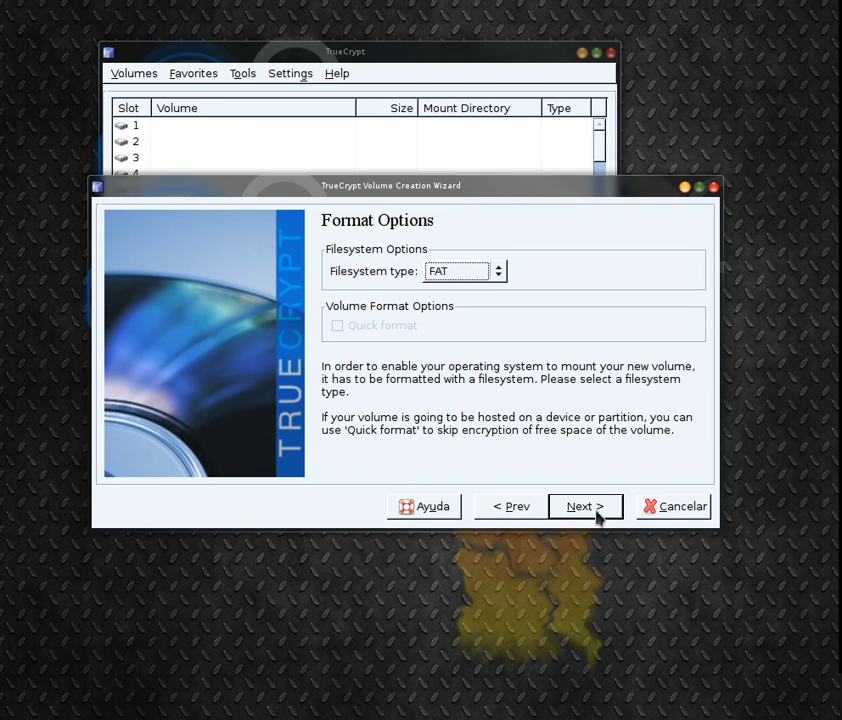 TrueCrypt
Volumes Favorites Tools Settings Help
Slot Volume Size Mount Directory Type
1
2
3
4
TrueCrypt Volume Creation Wizard
TRUECRYPT
Format Options
Filesystem Options
Filesystem type: FAT
Volume Format Options
Quick format
In order to enable your operating system to mount your new volume,
it has to be formatted with a filesystem. Please select a filesystem
type.
If your volume is going to be hosted on a device or partition, you can
use 'Quick format' to skip encryption of free space of the volume.
Ayuda < Prev Next > Cancelar